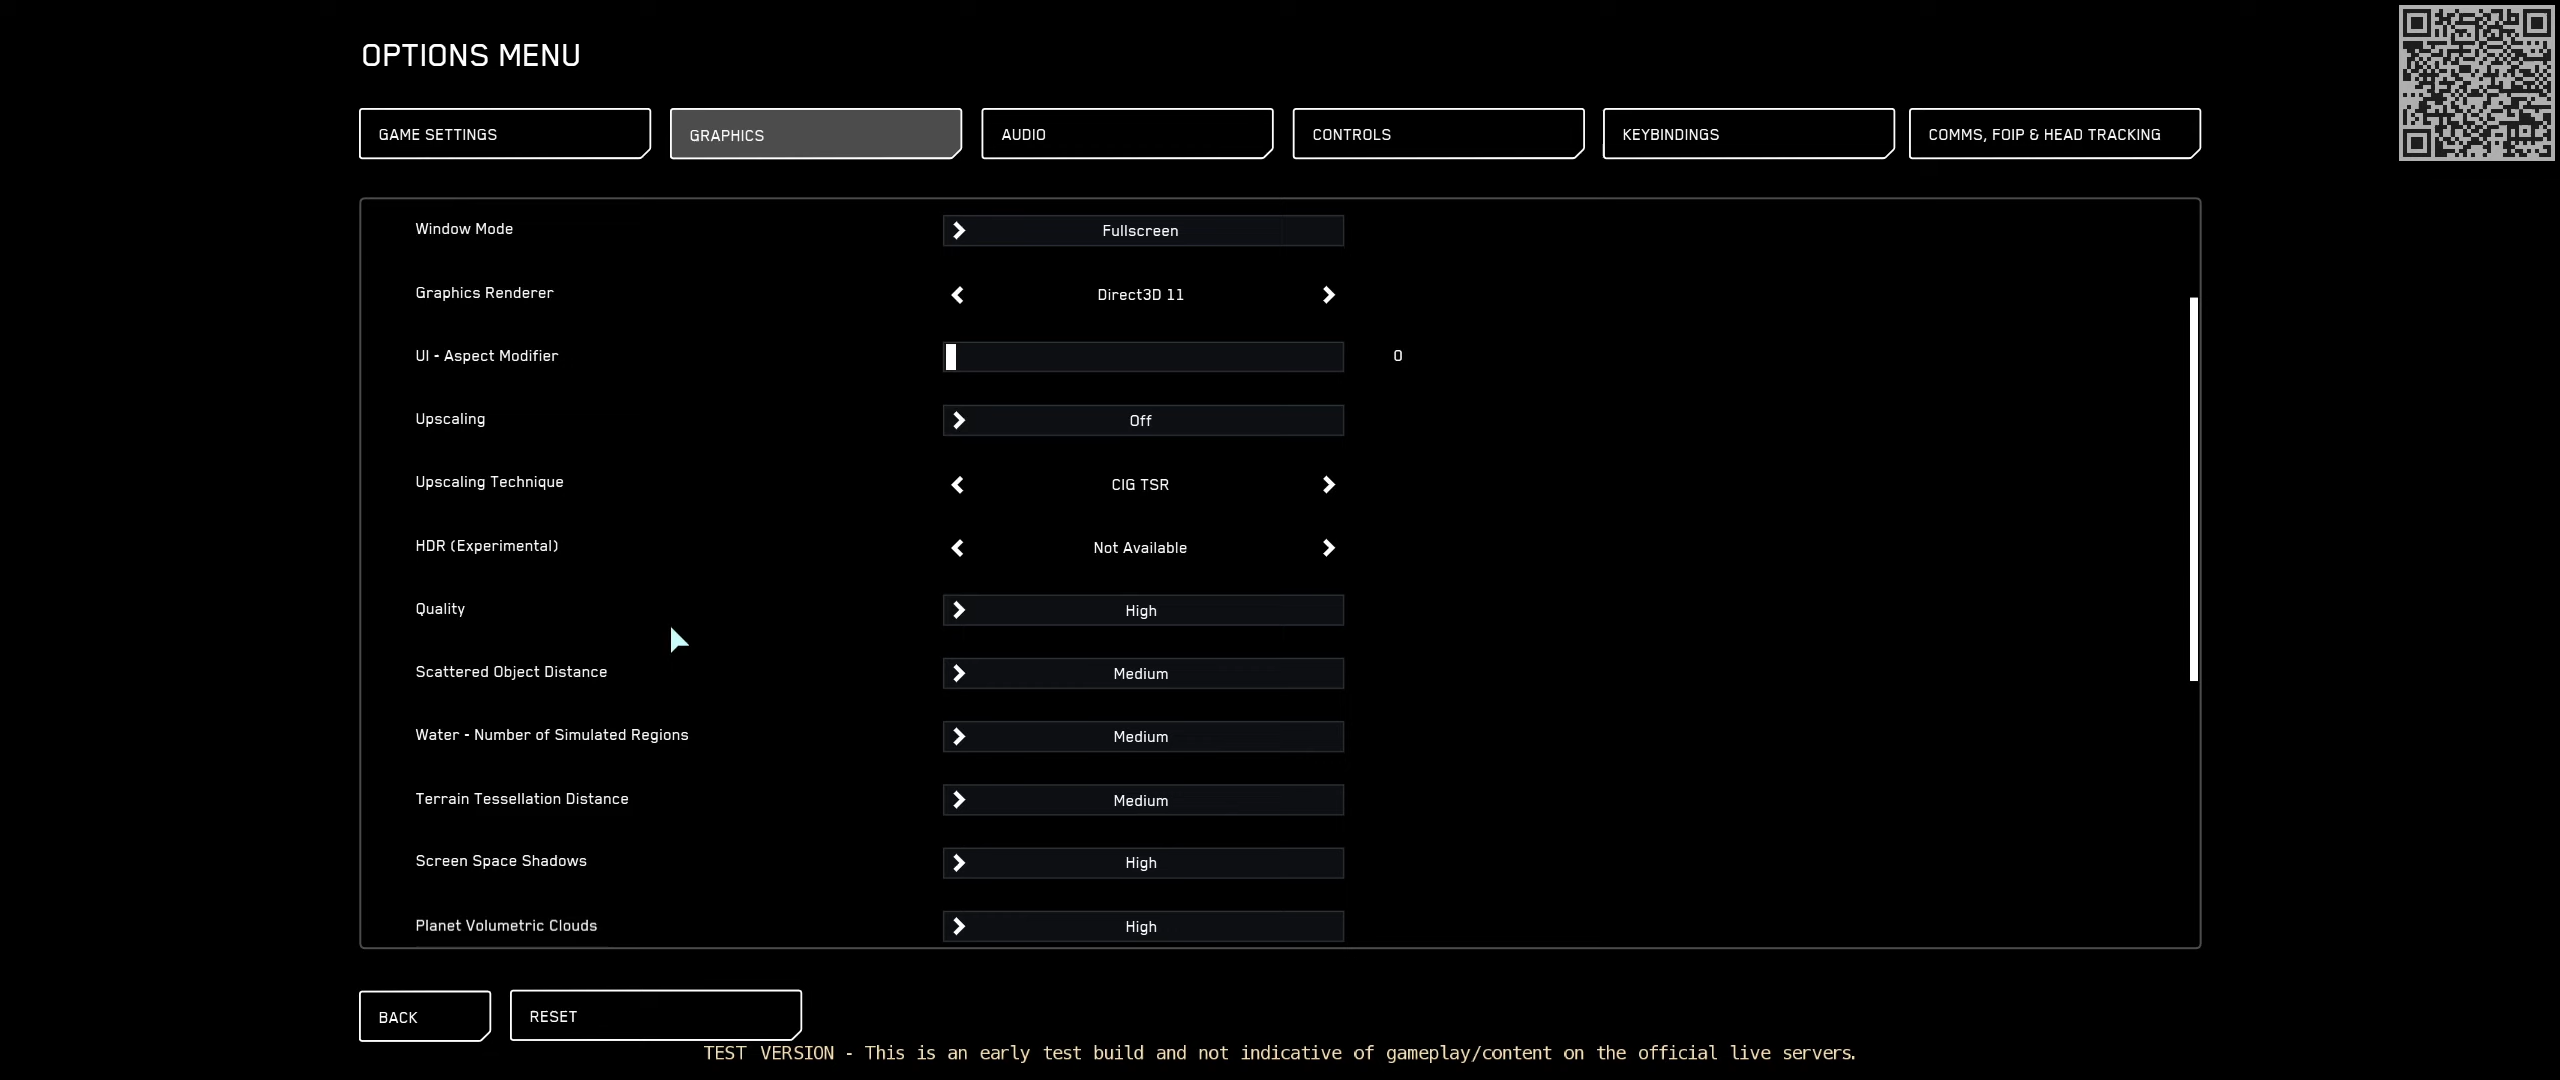 OPTIONS MENU
GAME SETTINGS
GRAPHICS
AUDIO
CONTROLS
KEYBINDINGS
COMMS, FOIP & HEAD TRACKING
Window Mode
Fullscreen
Graphics Renderer
Direct3D 11
UI - Aspect Modifier
0
Upscaling
Off
Upscaling Technique
CIG TSR
HDR (Experimental)
Not Available
Quality
High
Scattered Object Distance
Medium
Water - Number of Simulated Regions
Medium
Terrain Tessellation Distance
Medium
Screen Space Shadows
High
Planet Volumetric Clouds
High
BACK
RESET
TEST VERSION - This is an early test build and not indicative of gameplay/content on the official live servers.